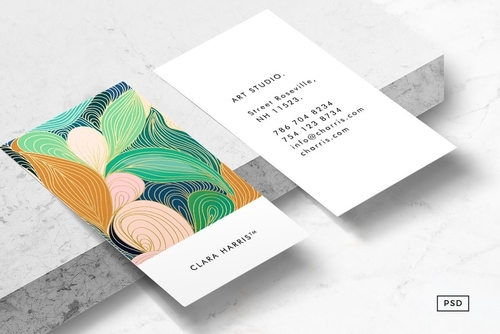 ART STUDIO.
Street Roseville,
NH 11523.
786 704 8234
754 123 8734
info@charris.com
charris.com
CLARA HARRIS™
PSD